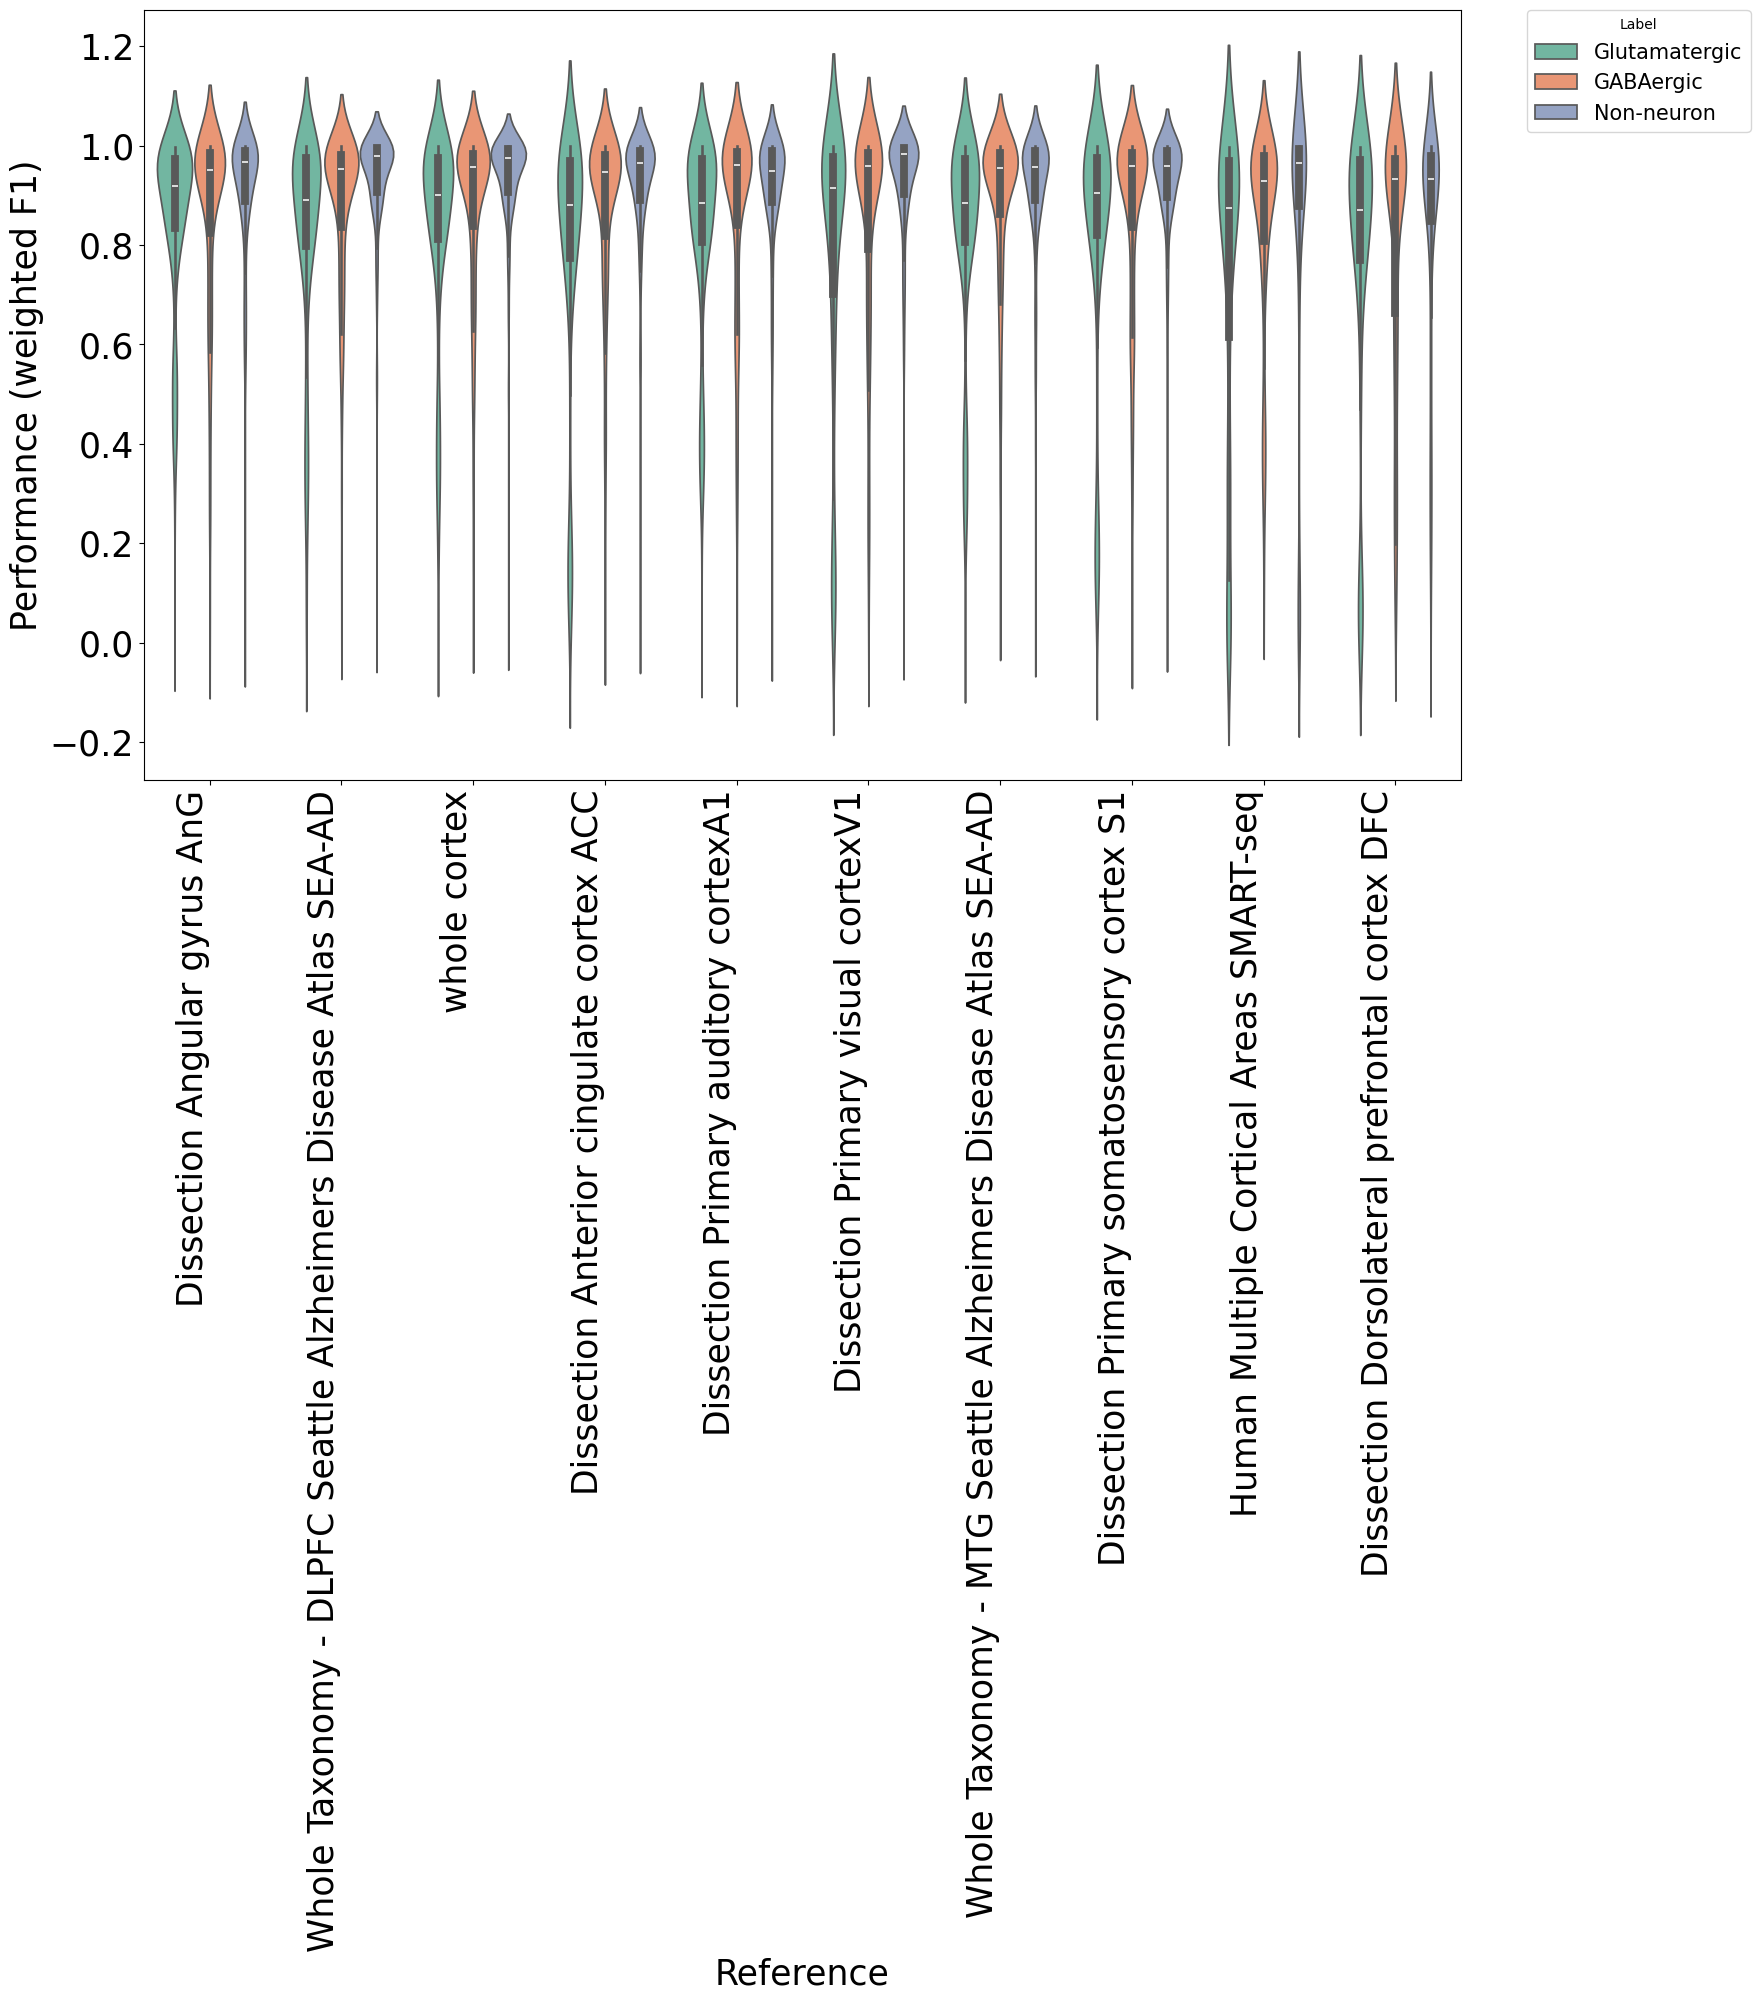 Label
Glutamatergic
GABAergic
Non-neuron
Performance (weighted F1)
1.2
1.0
0.8
0.6
0.4
0.2
0.0
−0.2
Dissection Angular gyrus AnG
Whole Taxonomy - DLPFC Seattle Alzheimers Disease Atlas SEA-AD
whole cortex
Dissection Anterior cingulate cortex ACC
Dissection Primary auditory cortexA1
Dissection Primary visual cortexV1
Whole Taxonomy - MTG Seattle Alzheimers Disease Atlas SEA-AD
Dissection Primary somatosensory cortex S1
Human Multiple Cortical Areas SMART-seq
Dissection Dorsolateral prefrontal cortex DFC
Reference